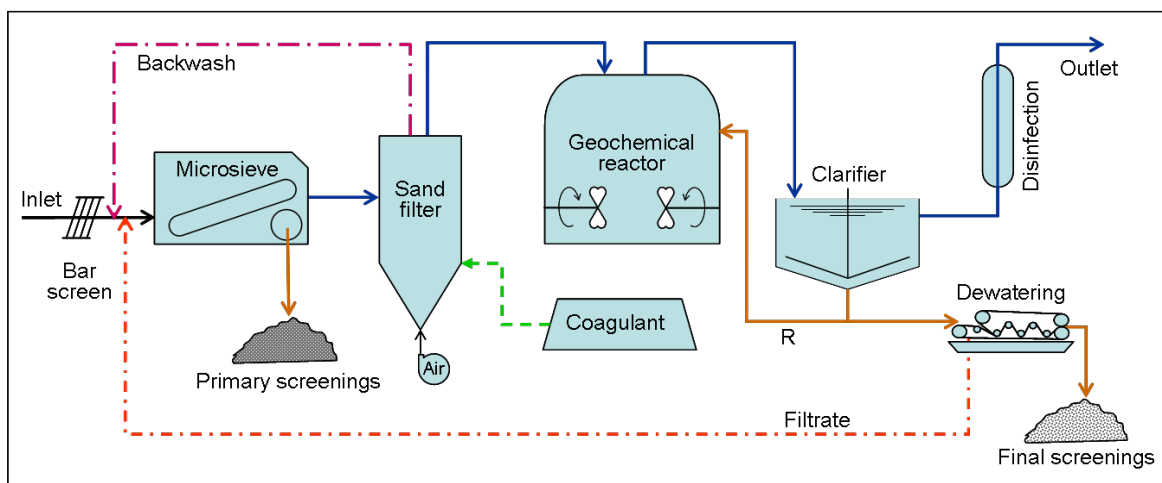 Backwash
Outlet
Disinfection
Geochemical
reactor
Microsieve
Clarifier
Inlet
Sand
filter
Bar
screen
Dewatering
Coagulant
R
Air
Primary screenings
Filtrate
Final screenings